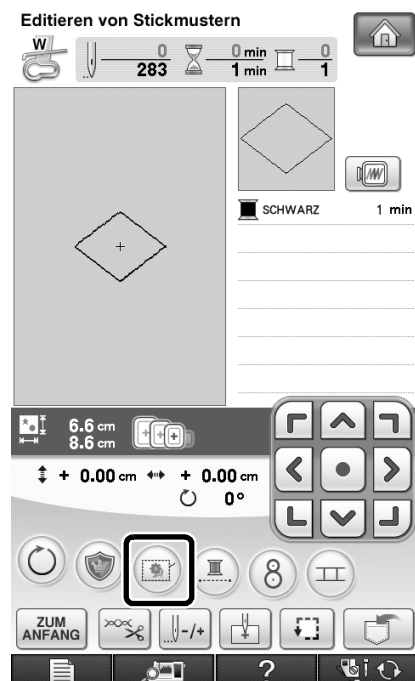 Editieren von Stickmustern
W
0
283
0 min
1 min
0
1
SCHWARZ 1 min
6.6 cm
8.6 cm
+ 0.00 cm + 0.00 cm
0°
8
ZUM
ANFANG
-/+
?